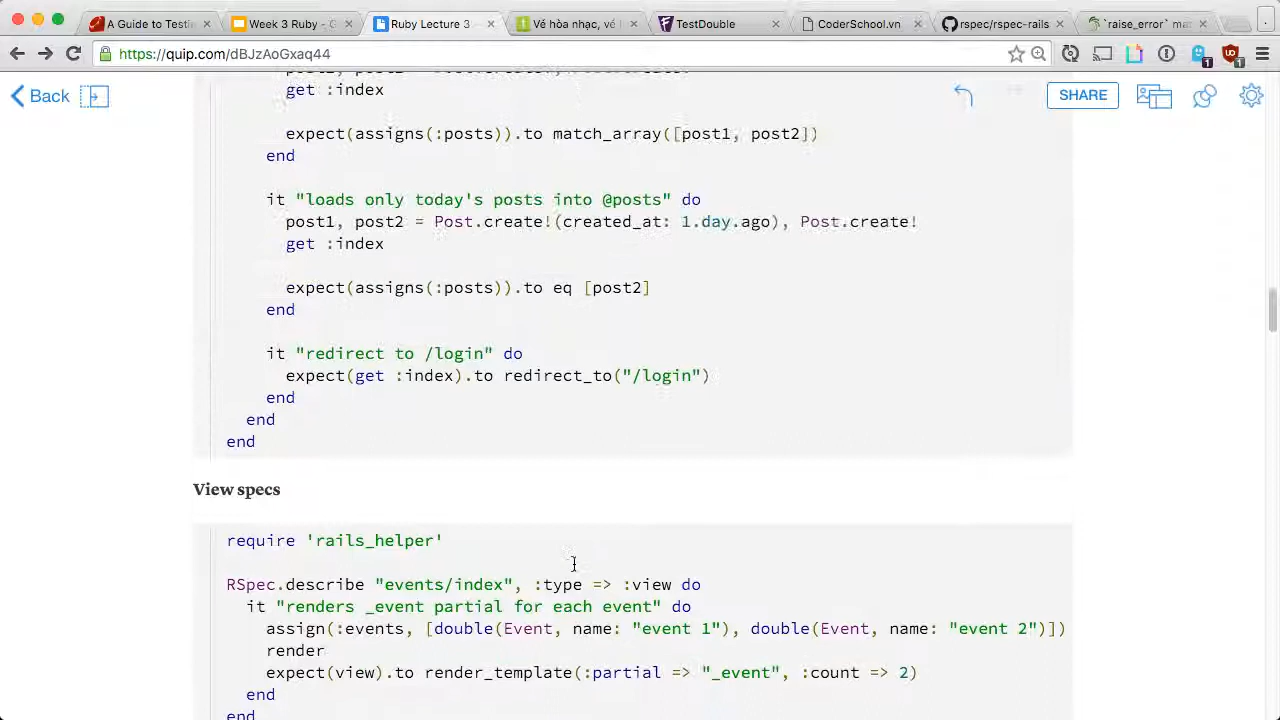 A Guide to Testin
Week 3 Ruby - G
Ruby Lecture 3
Vé hòa nhạc, vé l
TestDouble
CoderSchool.vn
rspec/rspec-rails
`raise_error` mat
https://quip.com/dBJzAoGxaq44
Back
SHARE
get :index
expect(assigns(:posts)).to match_array([post1, post2])
end
it "loads only today's posts into @posts" do
post1, post2 = Post.create!(created_at: 1.day.ago), Post.create!
get :index
expect(assigns(:posts)).to eq [post2]
end
it "redirect to /login" do
expect(get :index).to redirect_to("/login")
end
end
end
View specs
require 'rails_helper'
RSpec.describe "events/index", :type => :view do
it "renders _event partial for each event" do
assign(:events, [double(Event, name: "event 1"), double(Event, name: "event 2")])
render
expect(view).to render_template(:partial => "_event", :count => 2)
end
end